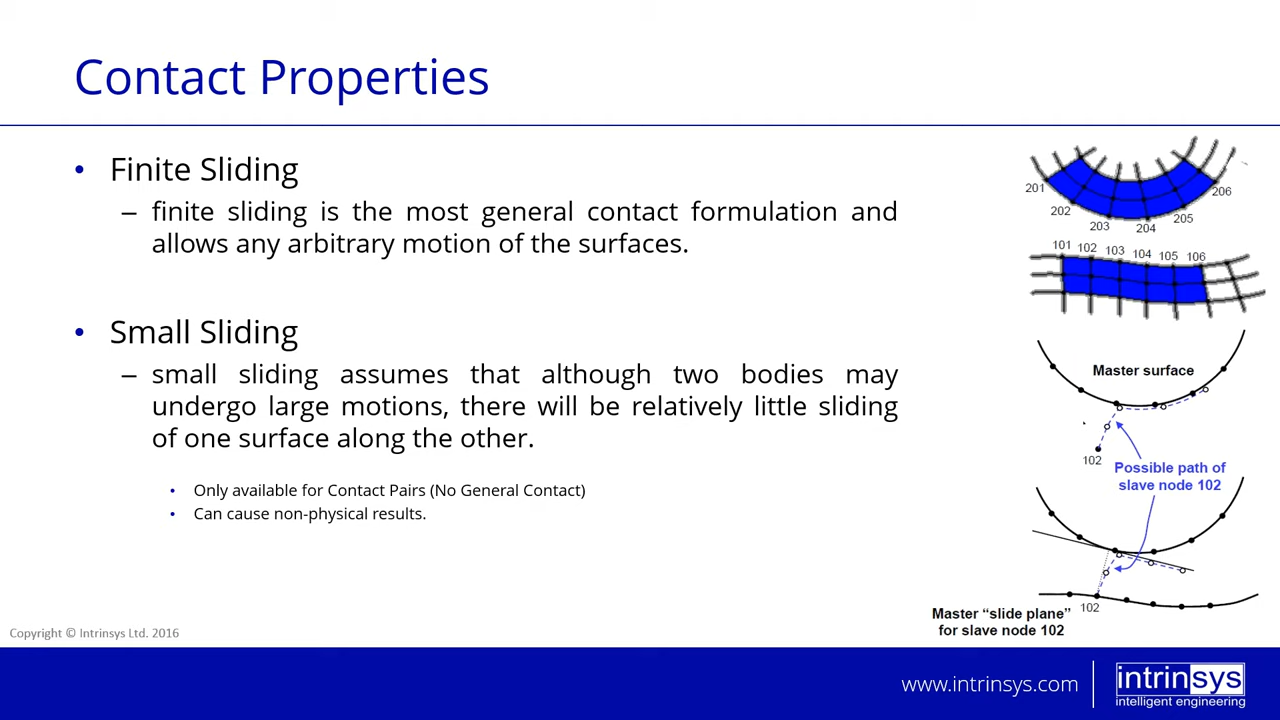 Contact Properties
• Finite Sliding
– finite sliding is the most general contact formulation and
allows any arbitrary motion of the surfaces.
• Small Sliding
– small sliding assumes that although two bodies may
undergo large motions, there will be relatively little sliding
of one surface along the other.
• Only available for Contact Pairs (No General Contact)
• Can cause non-physical results.
201
202
203
204
205
206
101 102 103 104 105 106
Master surface
102
Possible path of
slave node 102
102
Master “slide plane”
for slave node 102
Copyright © Intrinsys Ltd. 2016
www.intrinsys.com
intrinsys
intelligent engineering